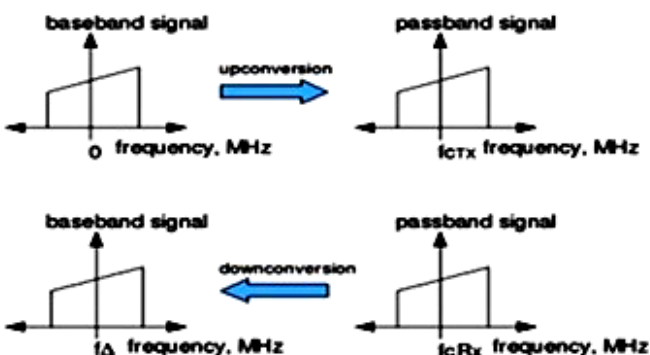 baseband signal
passband signal
upconversion
0 frequency, MHz
fcTx frequency, MHz
baseband signal
passband signal
downconversion
fΔ frequency, MHz
fcRx frequency, MHz